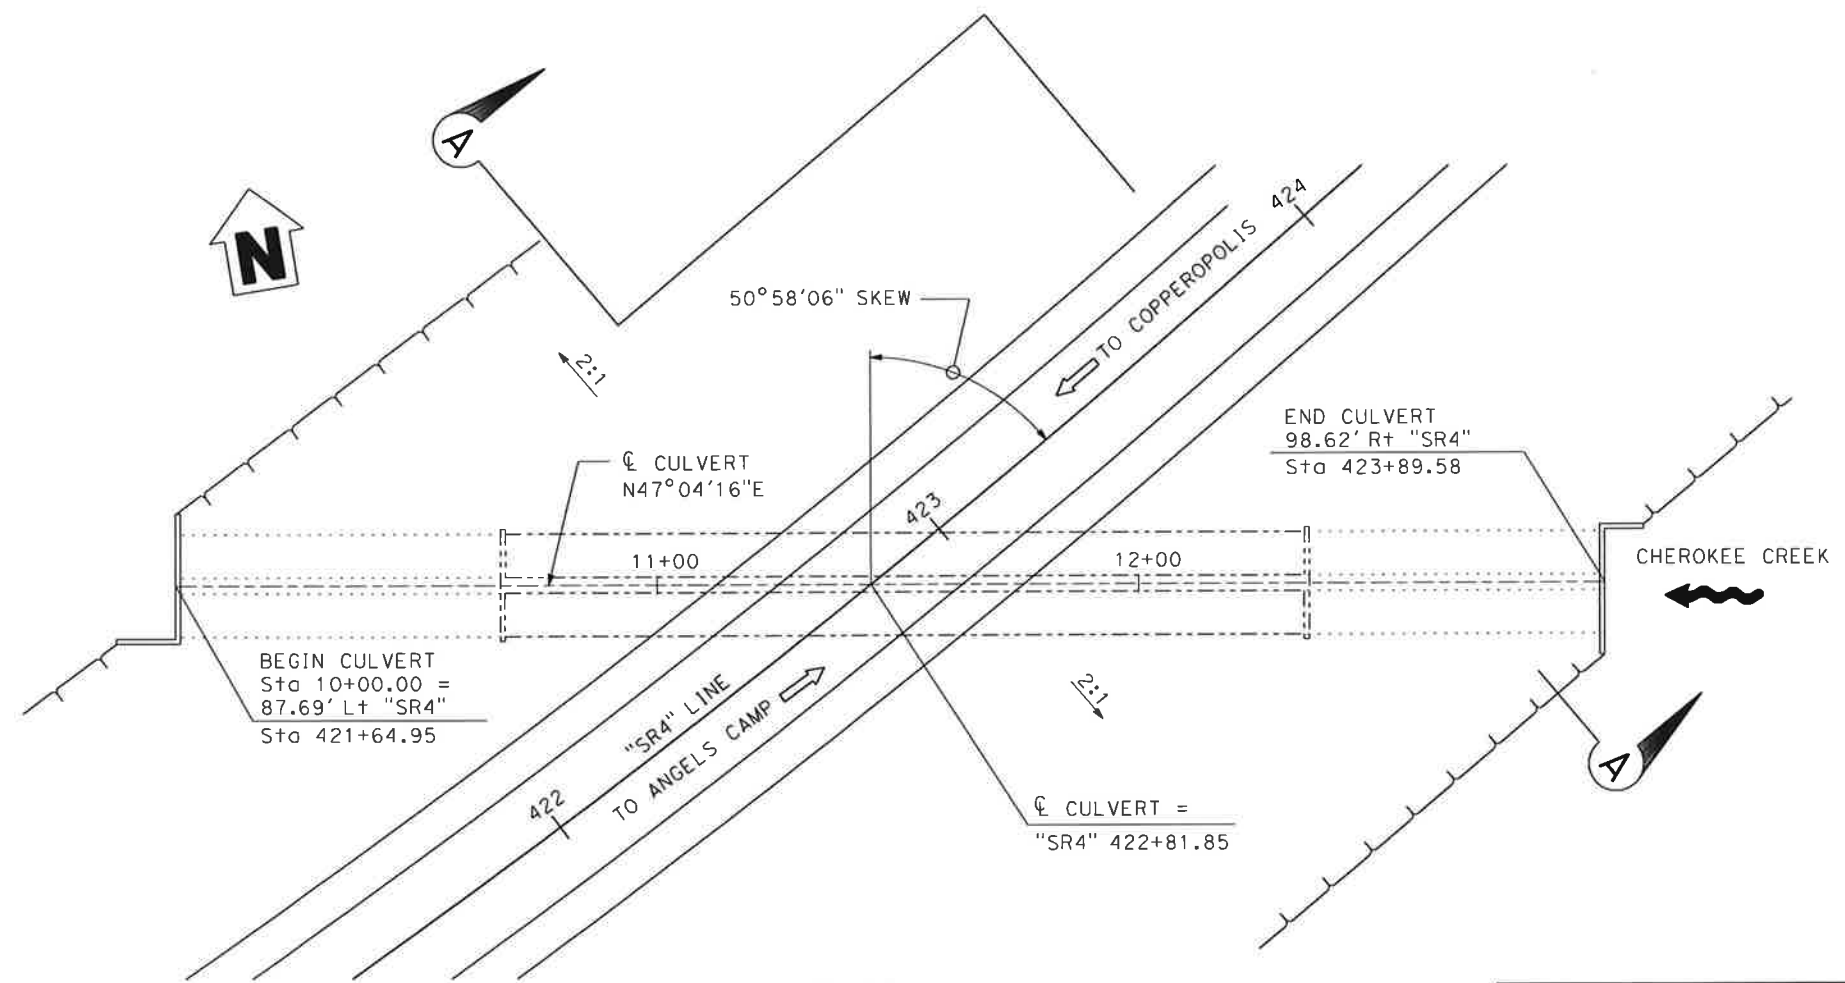 A
N
50°58'06" SKEW
TO COPPEROPOLIS
424
2:1
END CULVERT
98.62' Rt "SR4"
Sta 423+89.58
℄ CULVERT
N47°04'16"E
423
11+00
12+00
CHEROKEE CREEK
BEGIN CULVERT
Sta 10+00.00 =
87.69' Lt "SR4"
Sta 421+64.95
"SR4" LINE
TO ANGELS CAMP
422
2:1
A
℄ CULVERT =
"SR4" 422+81.85